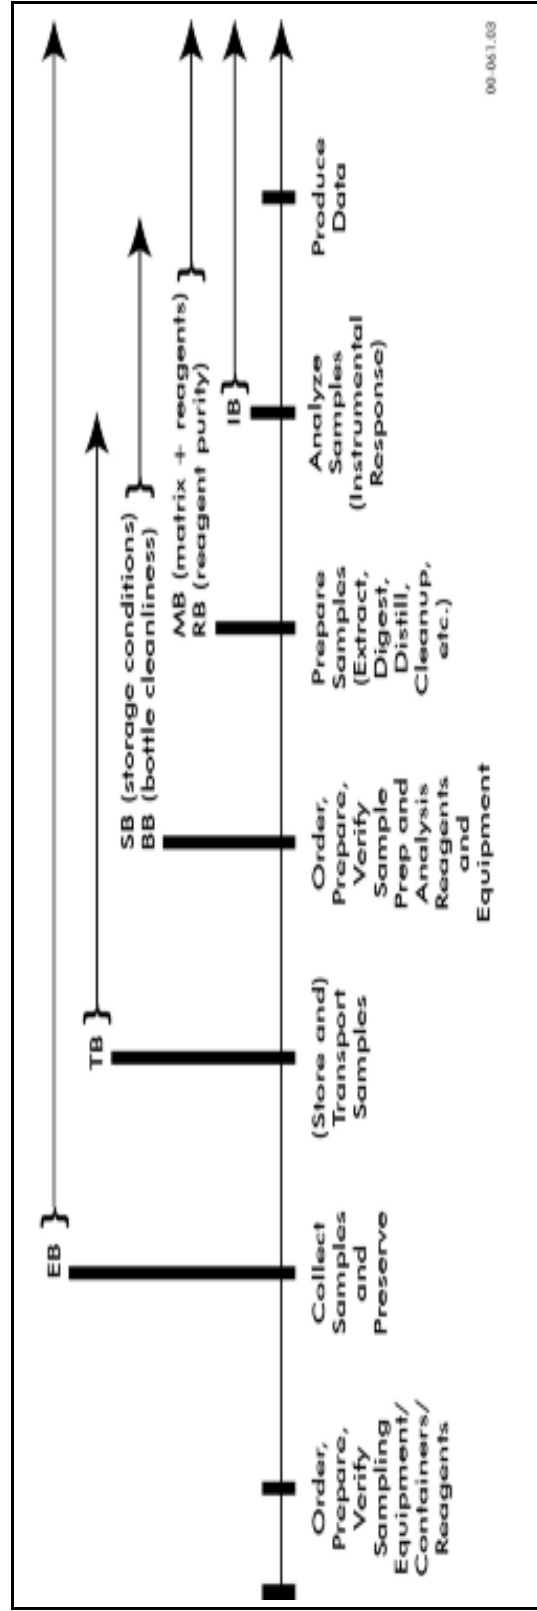 EB
TB
SB (storage conditions)
BB (bottle cleanliness)
MB (matrix + reagents)
RB (reagent purity)
IB
Order,
Prepare,
Verify
Sampling
Equipment/
Containers/
Reagents
Collect
Samples
and
Preserve
(Store and)
Transport
Samples
Order,
Prepare,
Verify
Sample
Prep and
Analysis
Reagents
and
Equipment
Prepare
Samples
(Extract,
Digest,
Distill,
Cleanup,
etc.)
Analyze
Samples
(Instrumental
Response)
Produce
Data
00-061.03